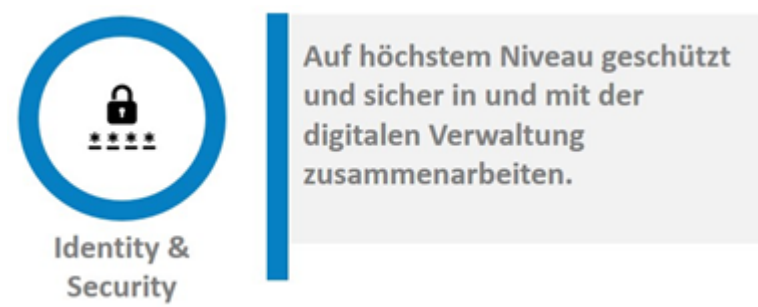 Auf höchstem Niveau geschützt
und sicher in und mit der
digitalen Verwaltung
zusammenarbeiten.
****
Identity &
Security